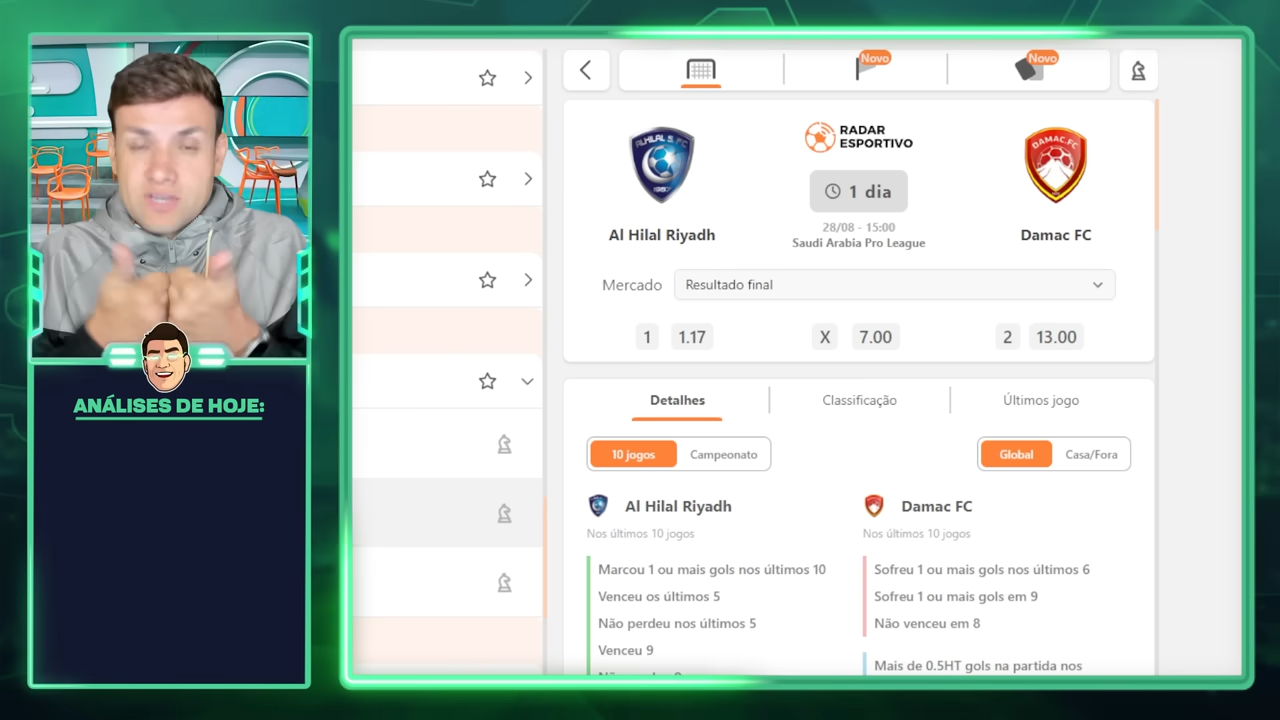 ANÁLISES DE HOJE:
Novo
Novo
ALHILAL S. FC
1957
RADAR
ESPORTIVO
DAMAC.FC
1 dia
28/08 - 15:00
Saudi Arabia Pro League
Al Hilal Riyadh
Damac FC
Mercado
Resultado final
1 1.17
X 7.00
2 13.00
Detalhes
Classificação
Últimos jogo
10 jogos
Campeonato
Global
Casa/Fora
Al Hilal Riyadh
Nos últimos 10 jogos
Marcou 1 ou mais gols nos últimos 10
Venceu os últimos 5
Não perdeu nos últimos 5
Venceu 9
Damac FC
Nos últimos 10 jogos
Sofreu 1 ou mais gols nos últimos 6
Sofreu 1 ou mais gols em 9
Não venceu em 8
Mais de 0.5HT gols na partida nos